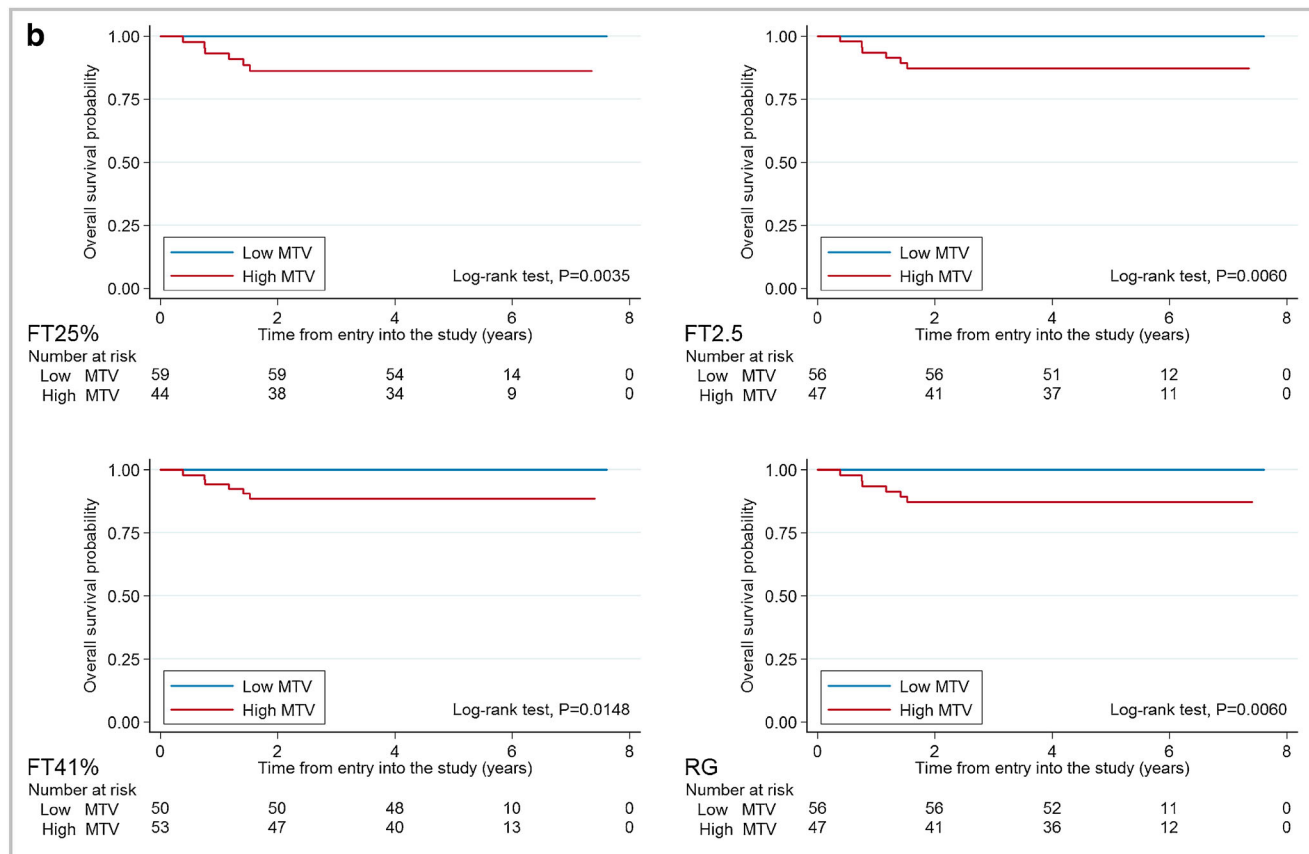 b
Overall survival probability
1.00
0.75
0.50
0.25
0.00
Low MTV
High MTV
Log-rank test, P=0.0035
0 2 4 6 8
Time from entry into the study (years)
FT25%
Number at risk
Low MTV 59 59 54 14 0
High MTV 44 38 34 9 0
Overall survival probability
1.00
0.75
0.50
0.25
0.00
Low MTV
High MTV
Log-rank test, P=0.0060
0 2 4 6 8
Time from entry into the study (years)
FT2.5
Number at risk
Low MTV 56 56 51 12 0
High MTV 47 41 37 11 0
Overall survival probability
1.00
0.75
0.50
0.25
0.00
Low MTV
High MTV
Log-rank test, P=0.0148
0 2 4 6 8
Time from entry into the study (years)
FT41%
Number at risk
Low MTV 50 50 48 10 0
High MTV 53 47 40 13 0
Overall survival probability
1.00
0.75
0.50
0.25
0.00
Low MTV
High MTV
Log-rank test, P=0.0060
0 2 4 6 8
Time from entry into the study (years)
RG
Number at risk
Low MTV 56 56 52 11 0
High MTV 47 41 36 12 0